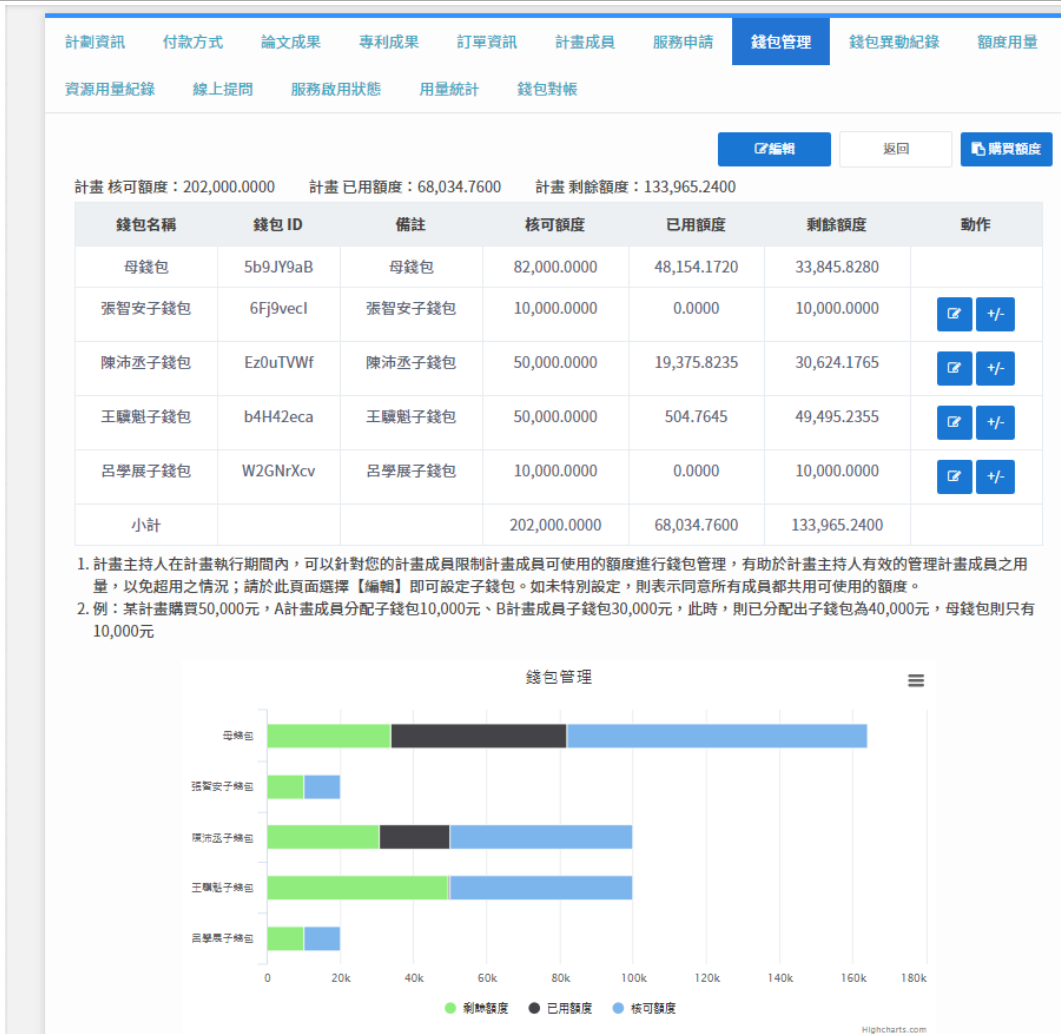 計劃資訊 付款方式 論文成果 專利成果 訂單資訊 計畫成員 服務申請 錢包管理 錢包異動紀錄 額度用量
資源用量紀錄 線上提問 服務啟用狀態 用量統計 錢包對帳
編輯 返回 購買額度
計畫 核可額度：202,000.0000 計畫 已用額度：68,034.7600 計畫 剩餘額度：133,965.2400
錢包名稱 錢包 ID 備註 核可額度 已用額度 剩餘額度 動作
母錢包 5b9JY9aB 母錢包 82,000.0000 48,154.1720 33,845.8280
張智安子錢包 6Fj9vecI 張智安子錢包 10,000.0000 0.0000 10,000.0000 +/-
陳沛丞子錢包 Ez0uTVWf 陳沛丞子錢包 50,000.0000 19,375.8235 30,624.1765 +/-
王驥魁子錢包 b4H42eca 王驥魁子錢包 50,000.0000 504.7645 49,495.2355 +/-
呂學展子錢包 W2GNrXcv 呂學展子錢包 10,000.0000 0.0000 10,000.0000 +/-
小計 202,000.0000 68,034.7600 133,965.2400
1. 計畫主持人在計畫執行期間內，可以針對您的計畫成員限制計畫成員可使用的額度進行錢包管理，有助於計畫主持人有效的管理計畫成員之用
量，以免超用之情況；請於此頁面選擇【編輯】即可設定子錢包。如未特別設定，則表示同意所有成員都共用可使用的額度。
2. 例：某計畫購買50,000元，A計畫成員分配子錢包10,000元、B計畫成員子錢包30,000元，此時，則已分配出子錢包為40,000元，母錢包則只有
10,000元
錢包管理
母錢包
張智安子錢包
陳沛丞子錢包
王驥魁子錢包
呂學展子錢包
0 20k 40k 60k 80k 100k 120k 140k 160k 180k
剩餘額度 已用額度 核可額度
Highcharts.com